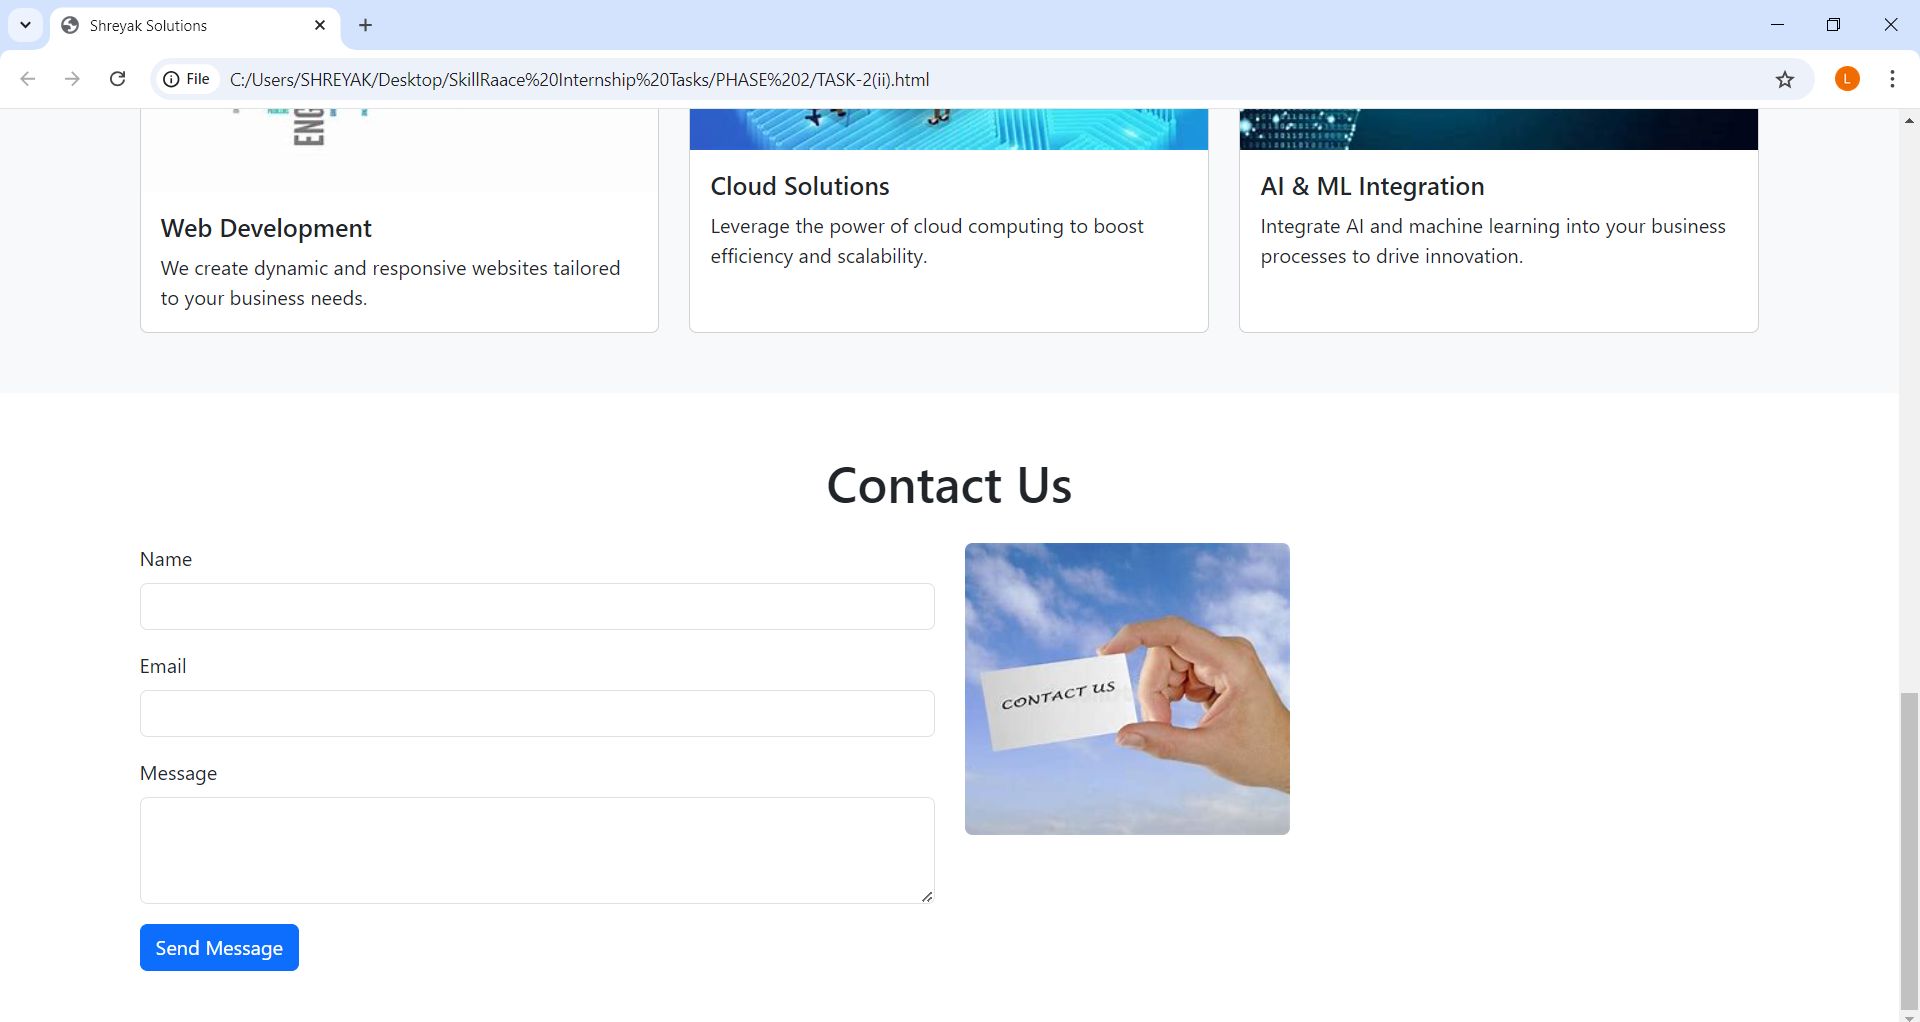 Shreyak Solutions
File
C:/Users/SHREYAK/Desktop/SkillRaace%20Internship%20Tasks/PHASE%202/TASK-2(ii).html
L
ENG
Web Development
We create dynamic and responsive websites tailored
to your business needs.
Cloud Solutions
Leverage the power of cloud computing to boost
efficiency and scalability.
AI & ML Integration
Integrate AI and machine learning into your business
processes to drive innovation.
Contact Us
Name
Email
Message
Send Message
CONTACT US